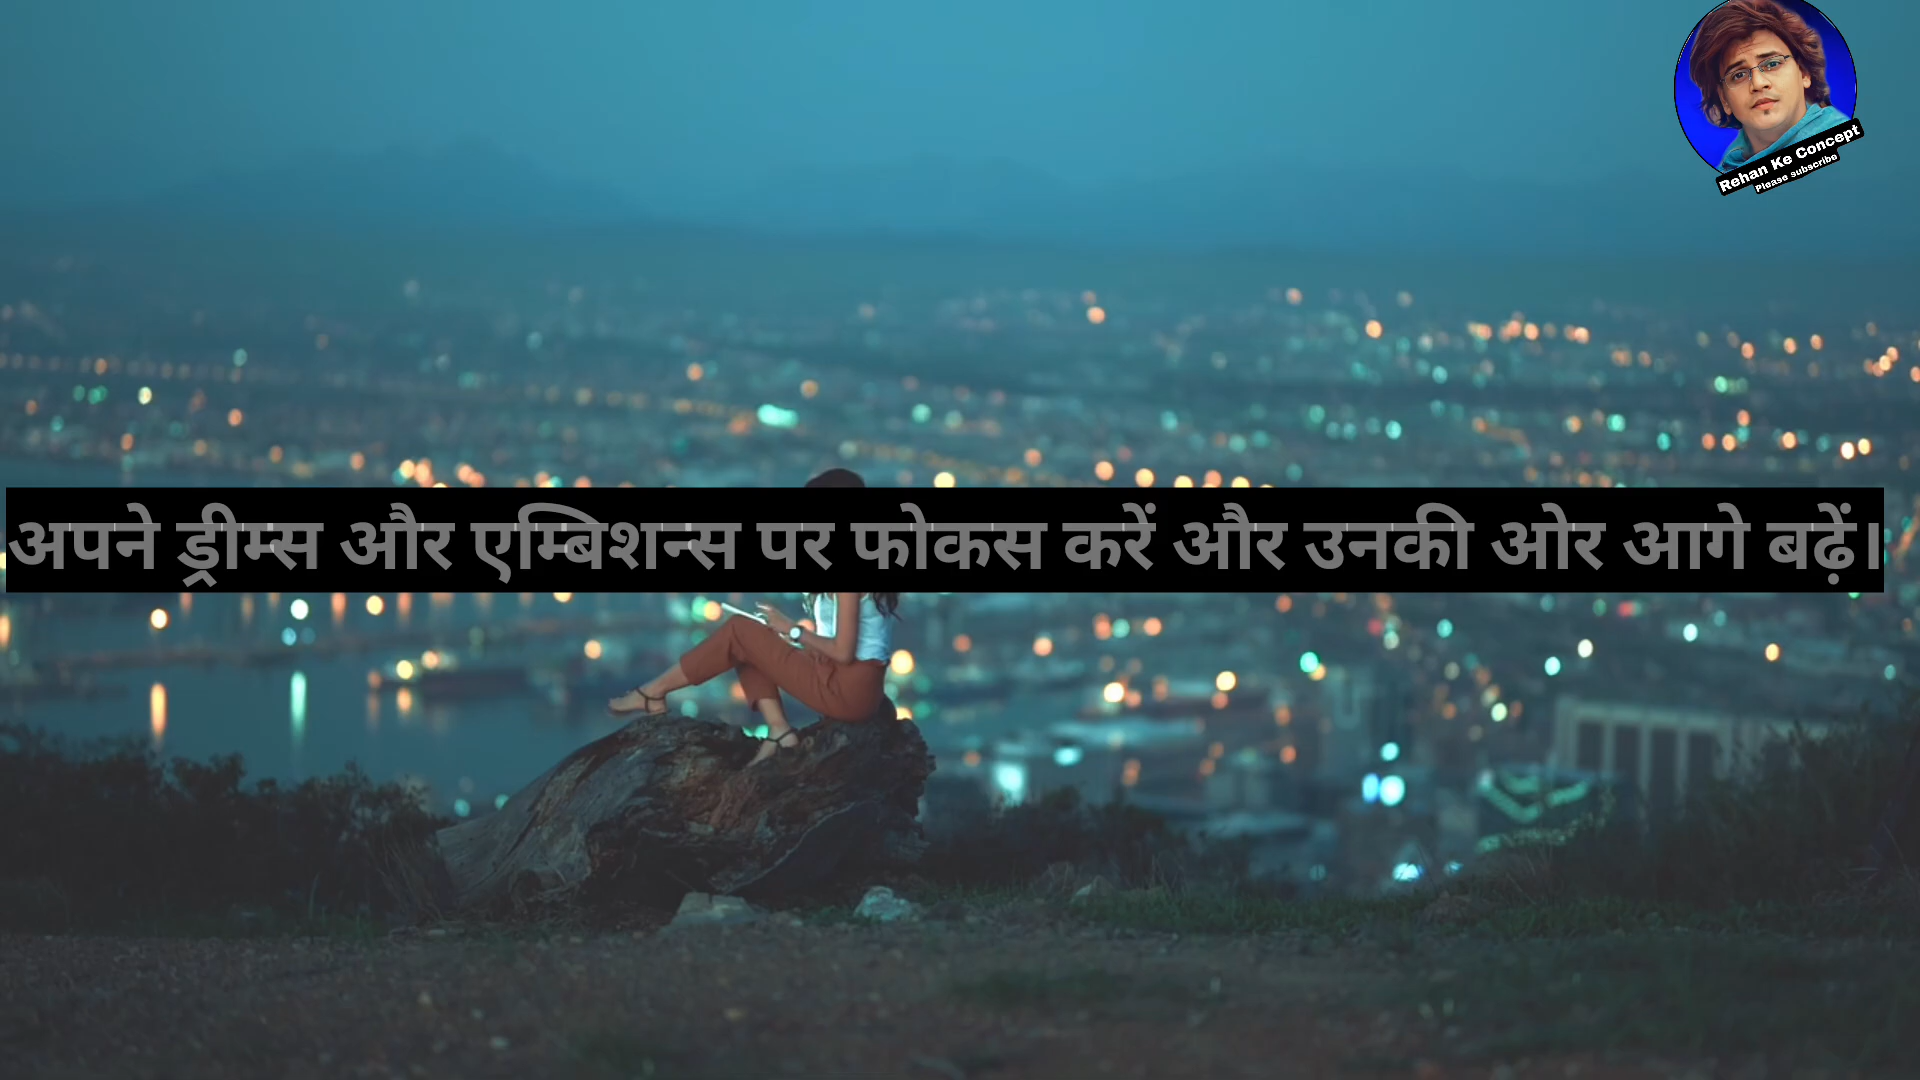 Rehan Ke Concept
Please subscribe
अपने ड्रीम्स और एम्बिशन्स पर फोकस करें और उनकी ओर आगे बढ़ें।